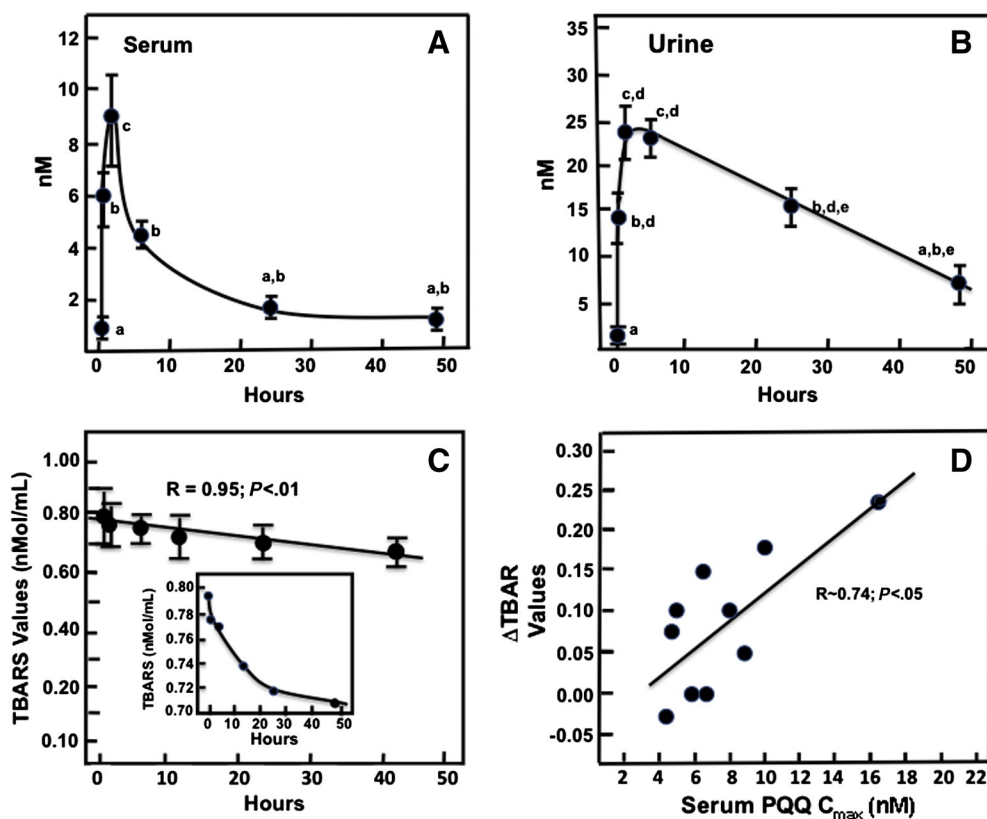 A
Serum
12
10
8
6
4
2
nM
c
b
b
a
a,b
a,b
0
10
20
30
40
50
Hours
B
Urine
35
30
25
20
15
10
5
nM
c,d
c,d
b,d
b,d,e
a,b,e
a
0
10
20
30
40
50
Hours
C
R = 0.95; P<.01
TBARS Values (nMol/mL)
1.00
0.80
0.60
0.40
0.20
0.10
TBARS (nMol/mL)
0.80
0.78
0.76
0.74
0.72
0.70
0
10
20
30
40
50
Hours
0
10
20
30
40
50
Hours
D
ΔTBAR
Values
0.30
0.25
0.20
0.15
0.10
0.05
0.00
-0.05
R~0.74; P<.05
2
4
6
8
10
12
14
16
18
20
22
Serum PQQ Cmax (nM)